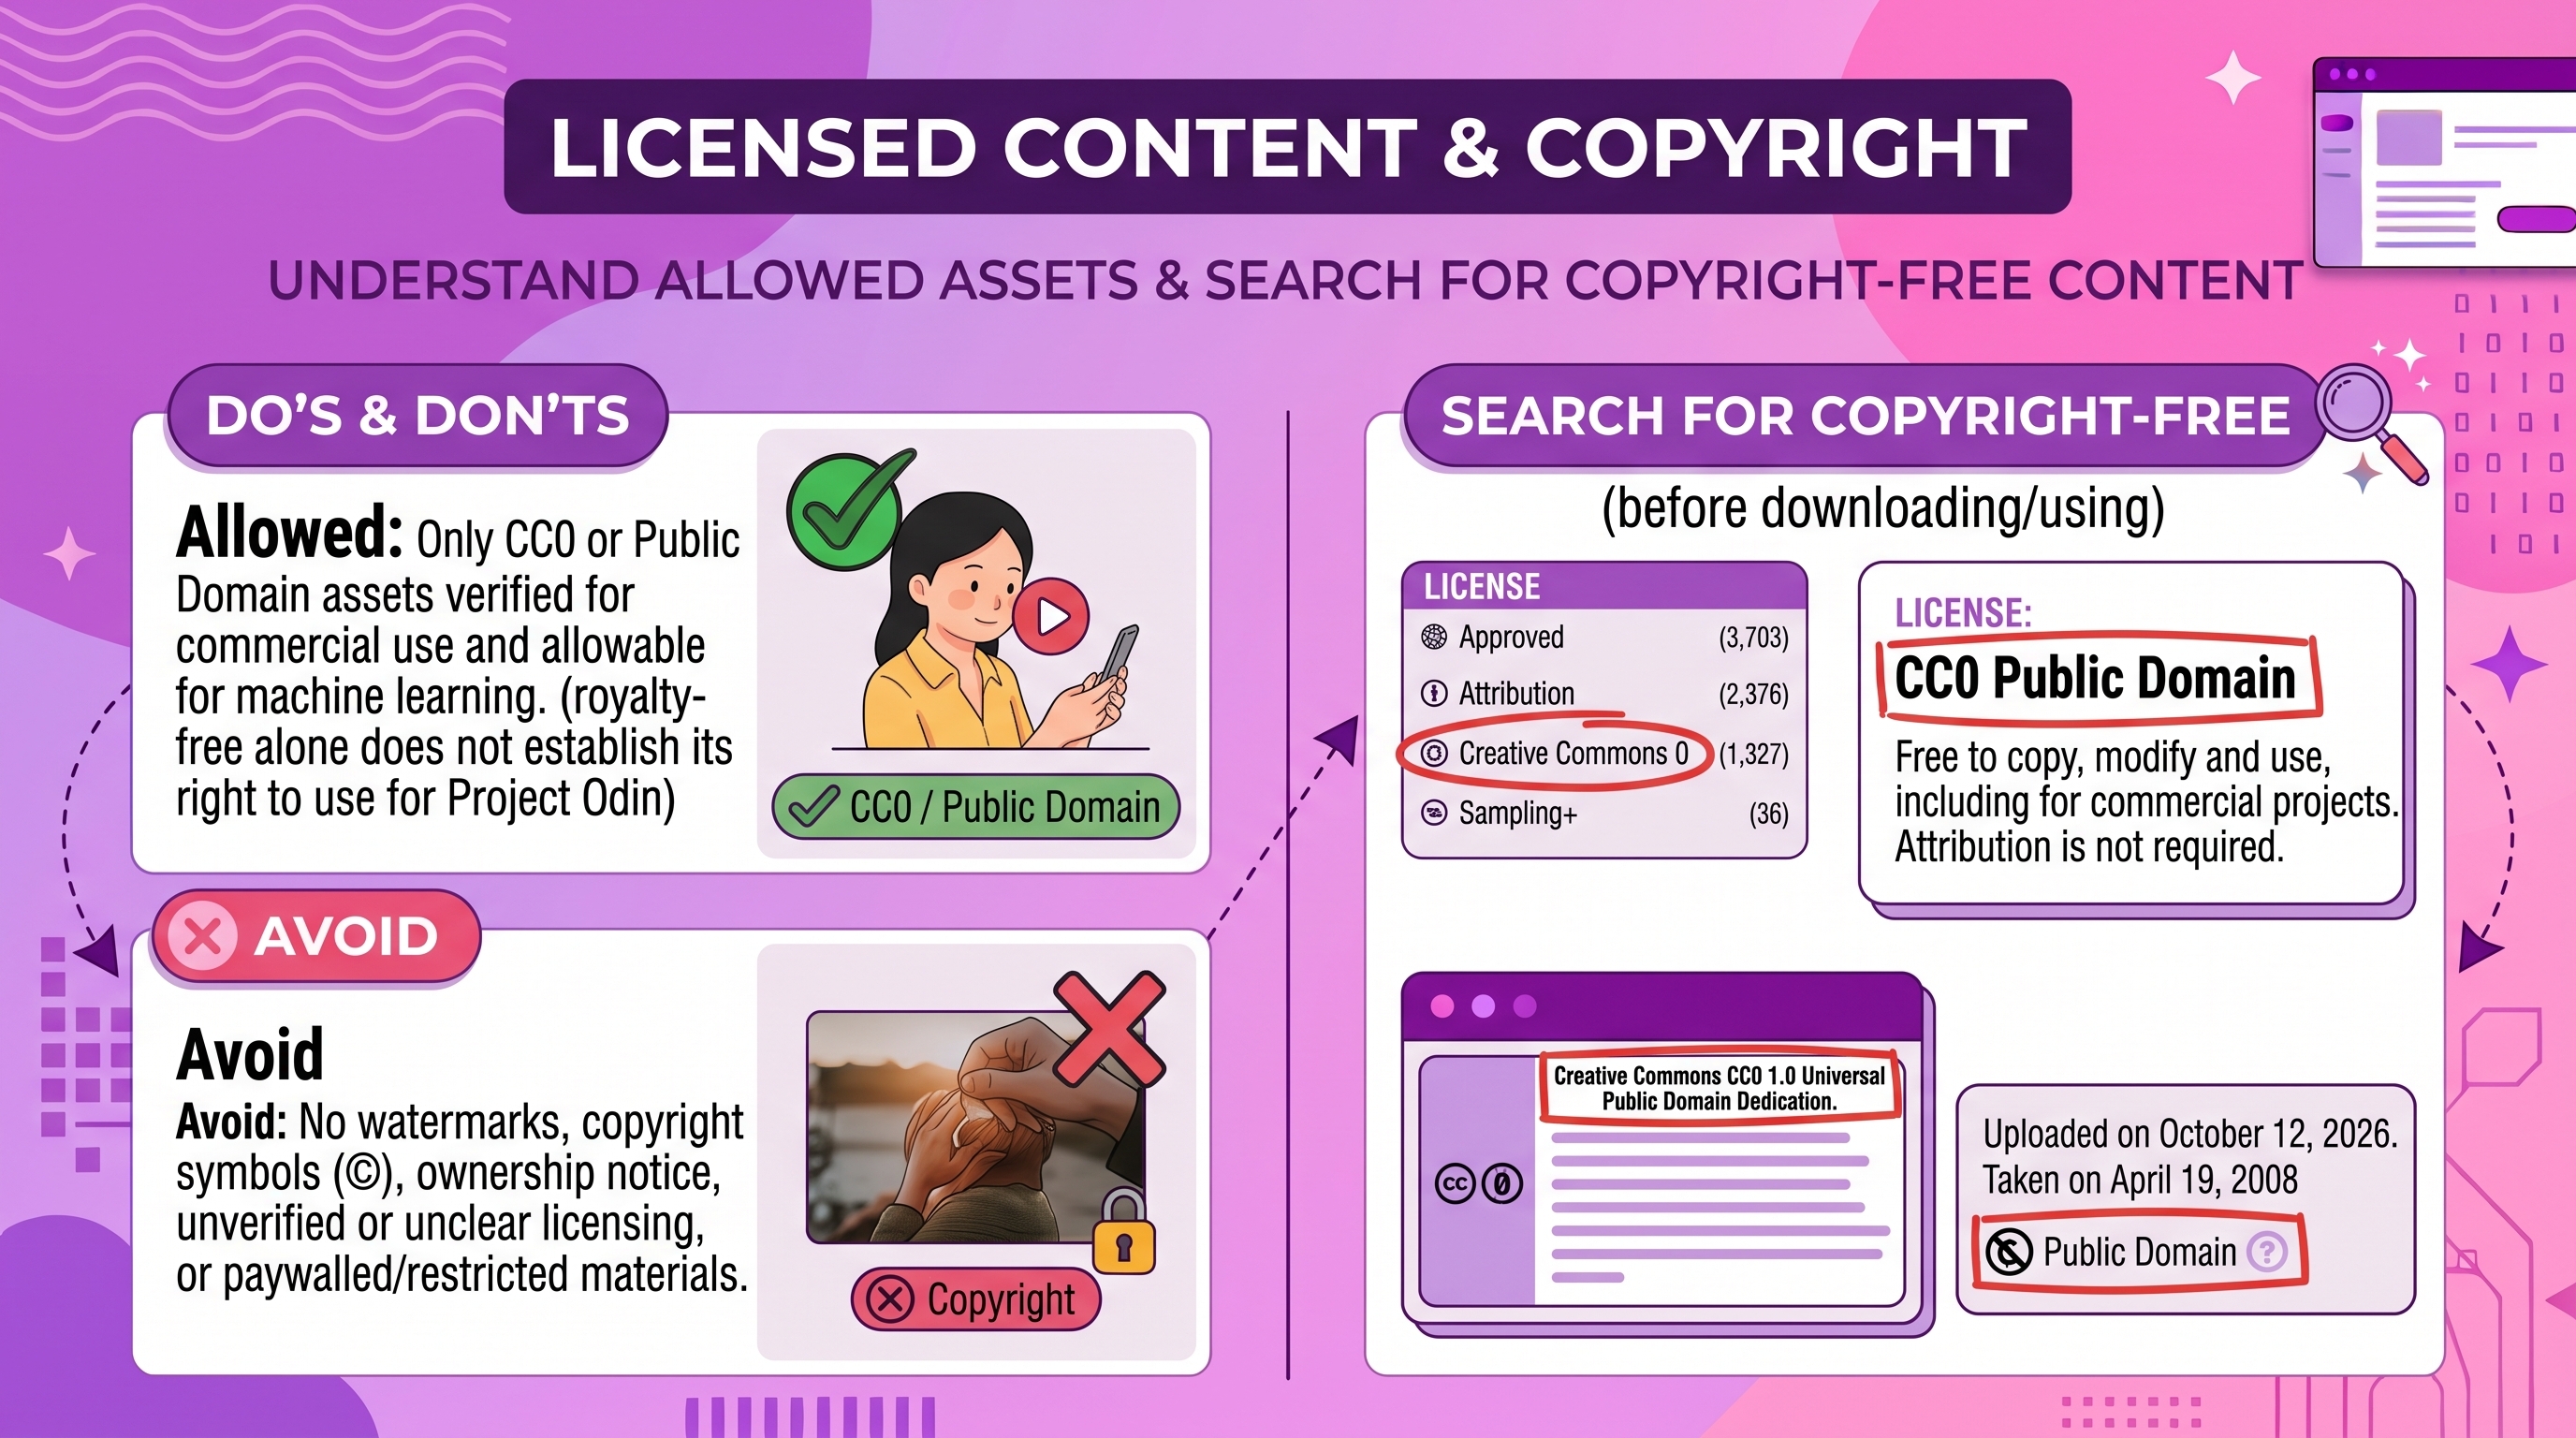 LICENSED CONTENT & COPYRIGHT
UNDERSTAND ALLOWED ASSETS & SEARCH FOR COPYRIGHT-FREE CONTENT
DO’S & DON’TS
Allowed: Only CC0 or Public
Domain assets verified for
commercial use and allowable
for machine learning. (royalty-
free alone does not establish its
right to use for Project Odin)
CC0 / Public Domain
AVOID
Avoid
Avoid: No watermarks, copyright
symbols (©), ownership notice,
unverified or unclear licensing,
or paywalled/restricted materials.
Copyright
SEARCH FOR COPYRIGHT-FREE
(before downloading/using)
LICENSE
Approved (3,703)
Attribution (2,376)
Creative Commons 0 (1,327)
Sampling+ (36)
LICENSE:
CC0 Public Domain
Free to copy, modify and use,
including for commercial projects.
Attribution is not required.
Creative Commons CC0 1.0 Universal
Public Domain Dedication.
cc 0
Uploaded on October 12, 2026.
Taken on April 19, 2008
Public Domain ?